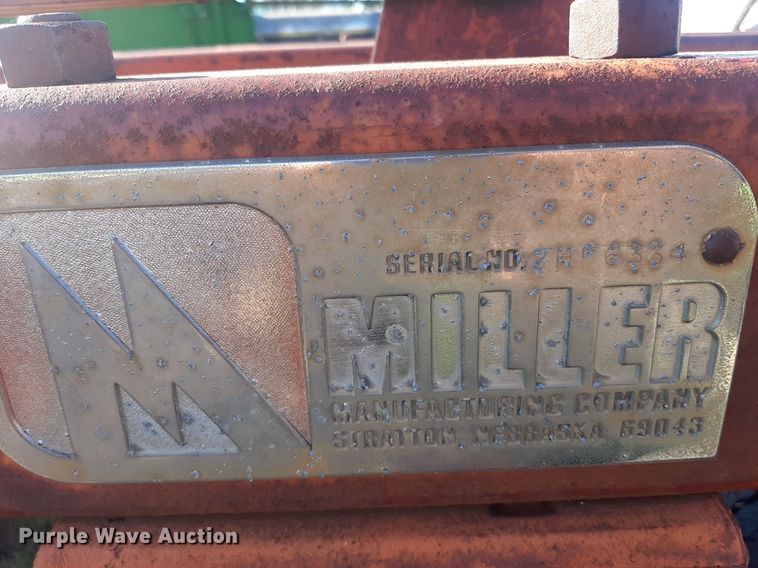 SERIAL NO.
MILLER
MANUFACTURING COMPANY
STRATTON, NEBRASKA 69043
Purple Wave Auction®